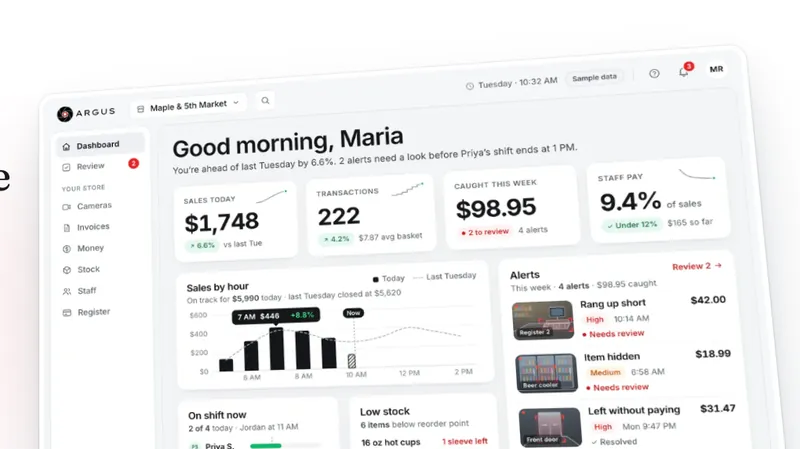 e
ARGUS
Maple & 5th Market
Tuesday · 10:32 AM
Sample data
3
MR
Dashboard
Review
2
YOUR STORE
Cameras
Invoices
Money
Stock
Staff
Register
Good morning, Maria
You're ahead of last Tuesday by 6.6%. 2 alerts need a look before Priya's shift ends at 1 PM.
SALES TODAY
$1,748
↗ 6.6% vs last Tue
TRANSACTIONS
222
↗ 4.2% $7.87 avg basket
CAUGHT THIS WEEK
$98.95
2 to review 4 alerts
STAFF PAY
9.4% of sales
✓ Under 12% $165 so far
Sales by hour
Today
Last Tuesday
On track for $5,990 today · last Tuesday closed at $5,620
$600
$400
$200
$0
7 AM $446 +8.8%
Now
6 AM
8 AM
10 AM
12 PM
2 PM
Alerts
Review 2 →
This week · 4 alerts · $98.95 caught
Register 2
Rang up short
$42.00
High 10:14 AM
Needs review
Beer cooler
Item hidden
$18.99
Medium 6:58 AM
Needs review
Front door
Left without paying
$31.47
High Mon 9:47 PM
✓ Resolved
On shift now
2 of 4 today · Jordan at 11 AM
PS Priya S.
Low stock
6 items below reorder point
16 oz hot cups
1 sleeve left